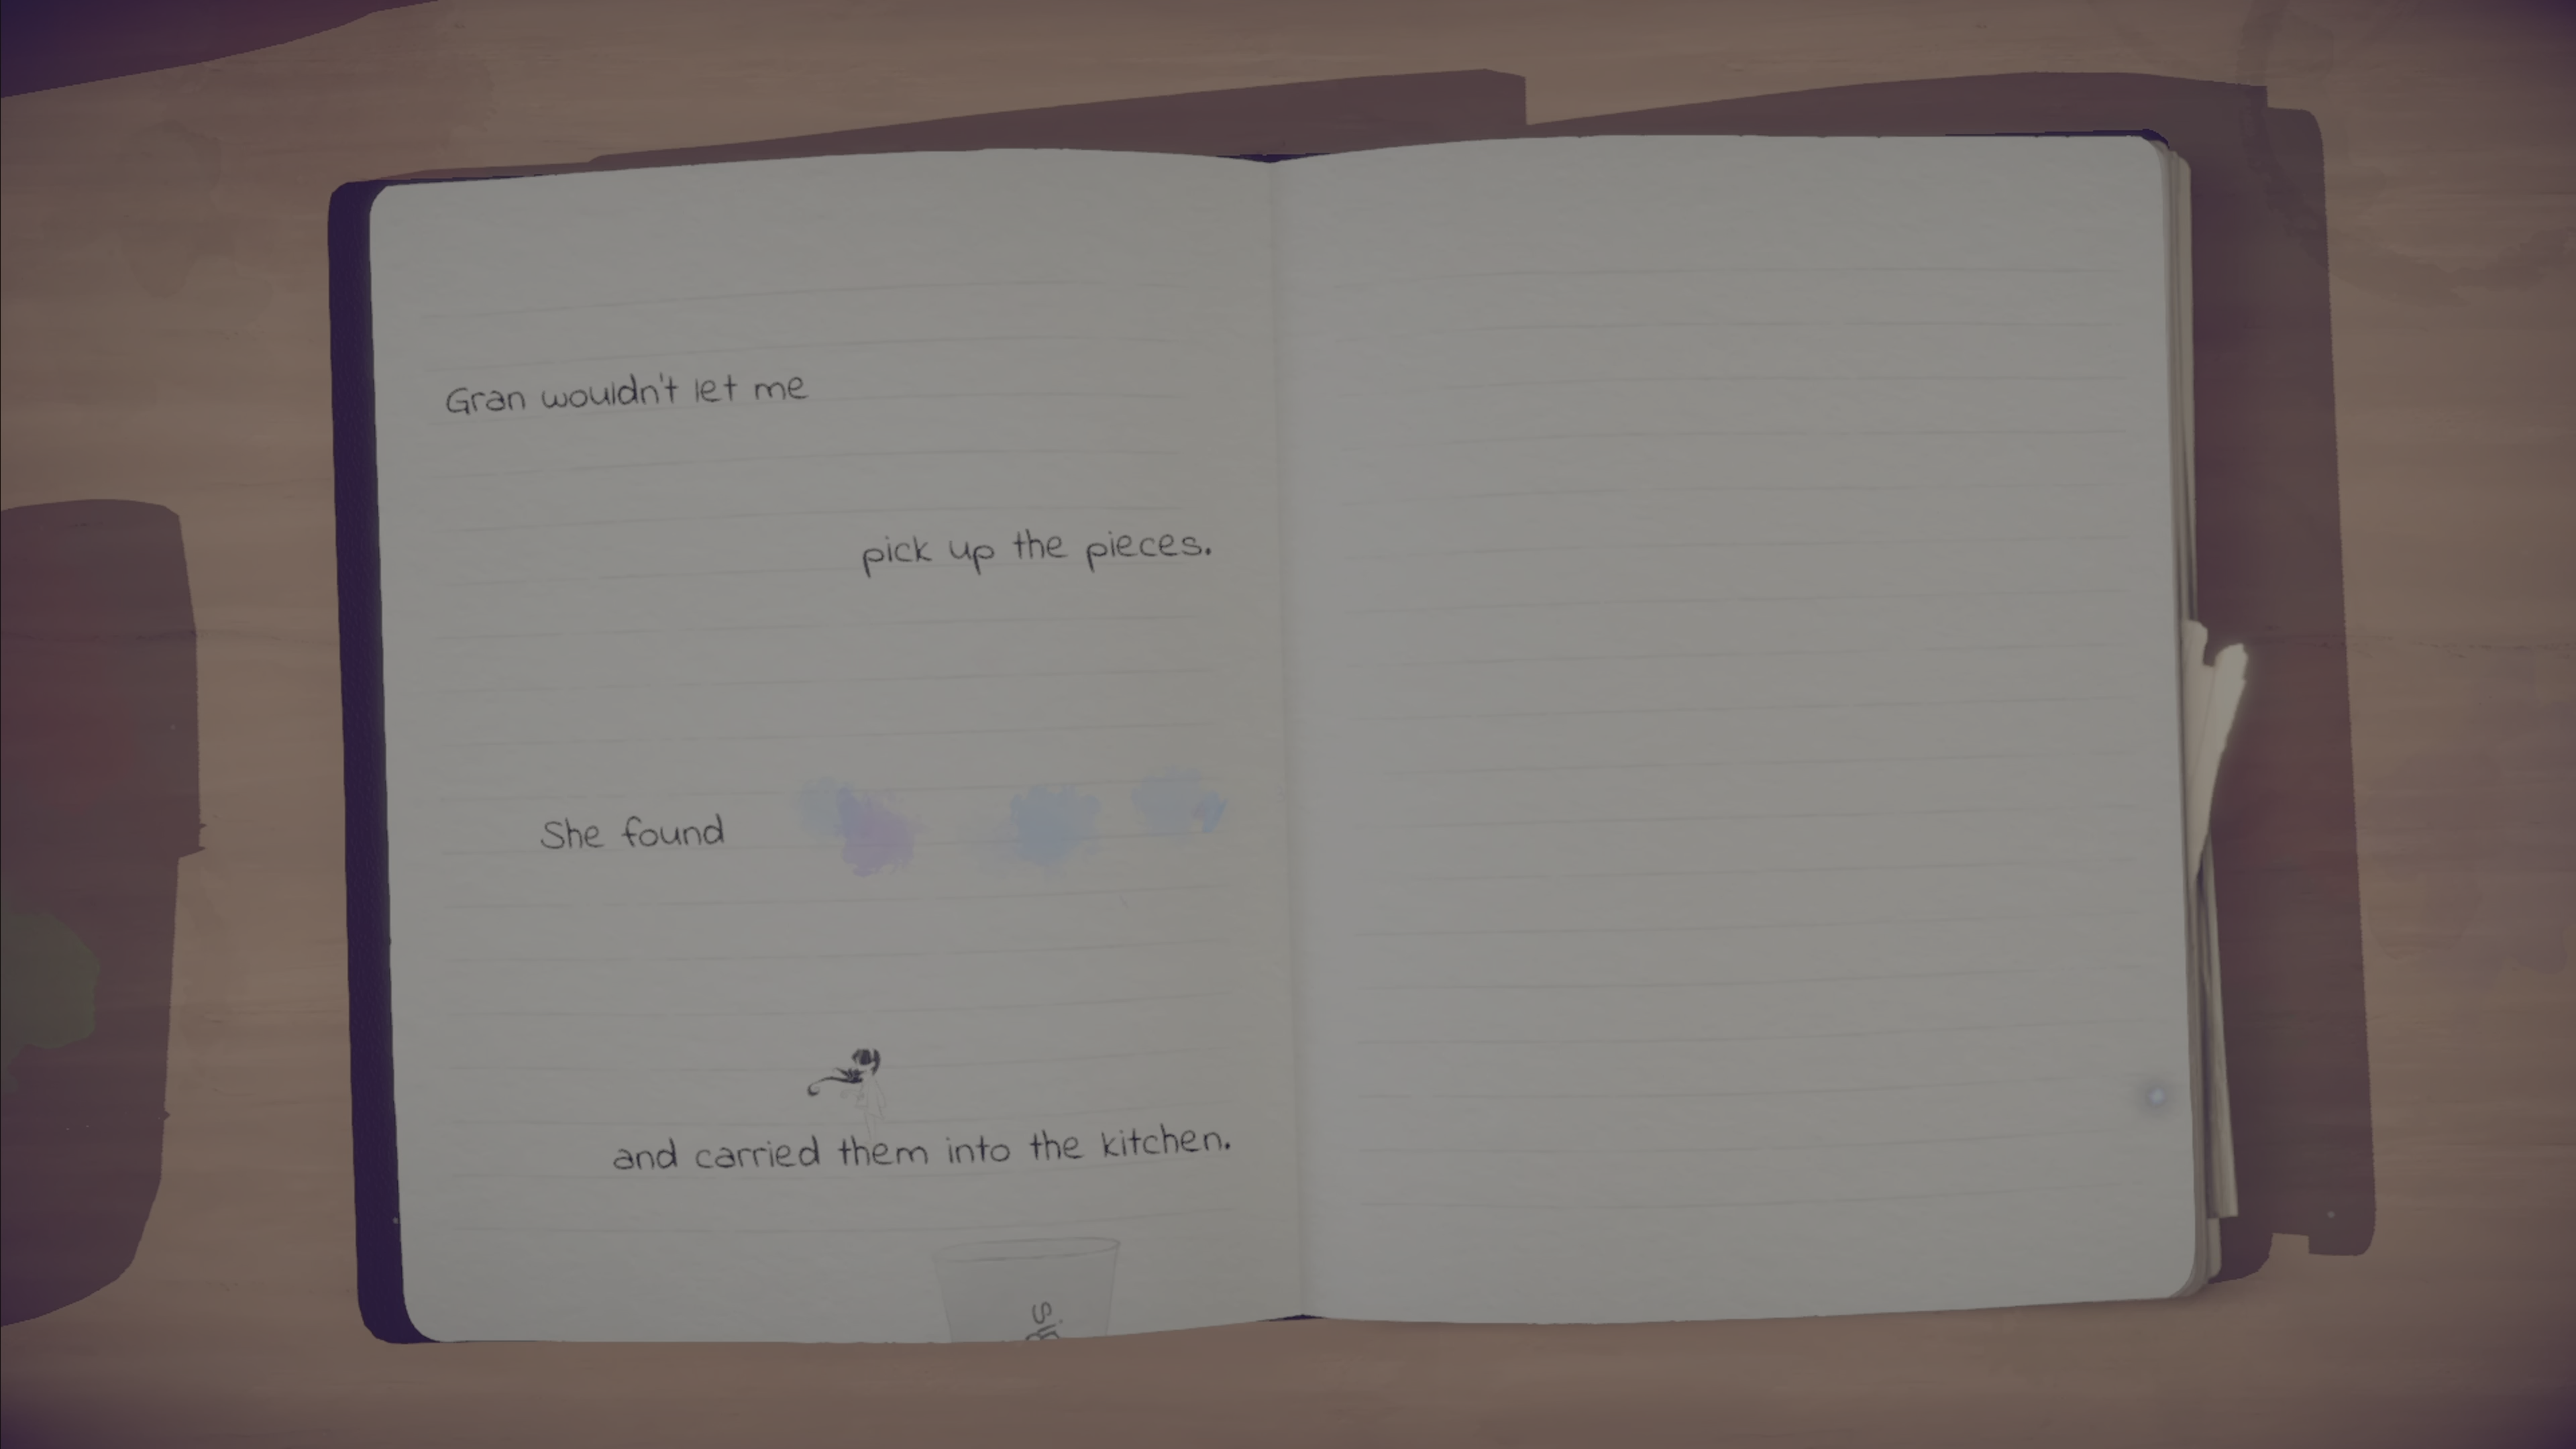 Gran wouldn't let me
pick up the pieces.
She found
and carried them into the kitchen.